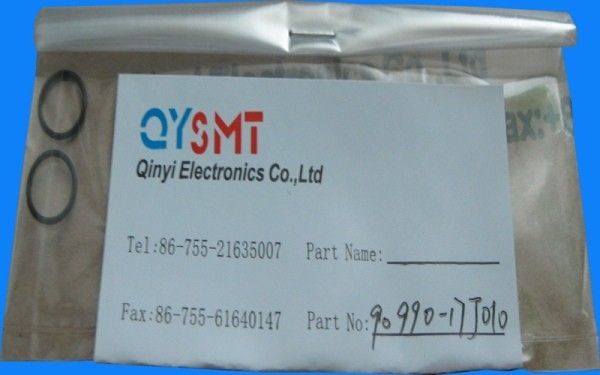 QYSMT
Qinyi Electronics Co.,Ltd
Tel:86-755-21635007 Part Name:
Fax:86-755-61640147 Part No:90990-17J010